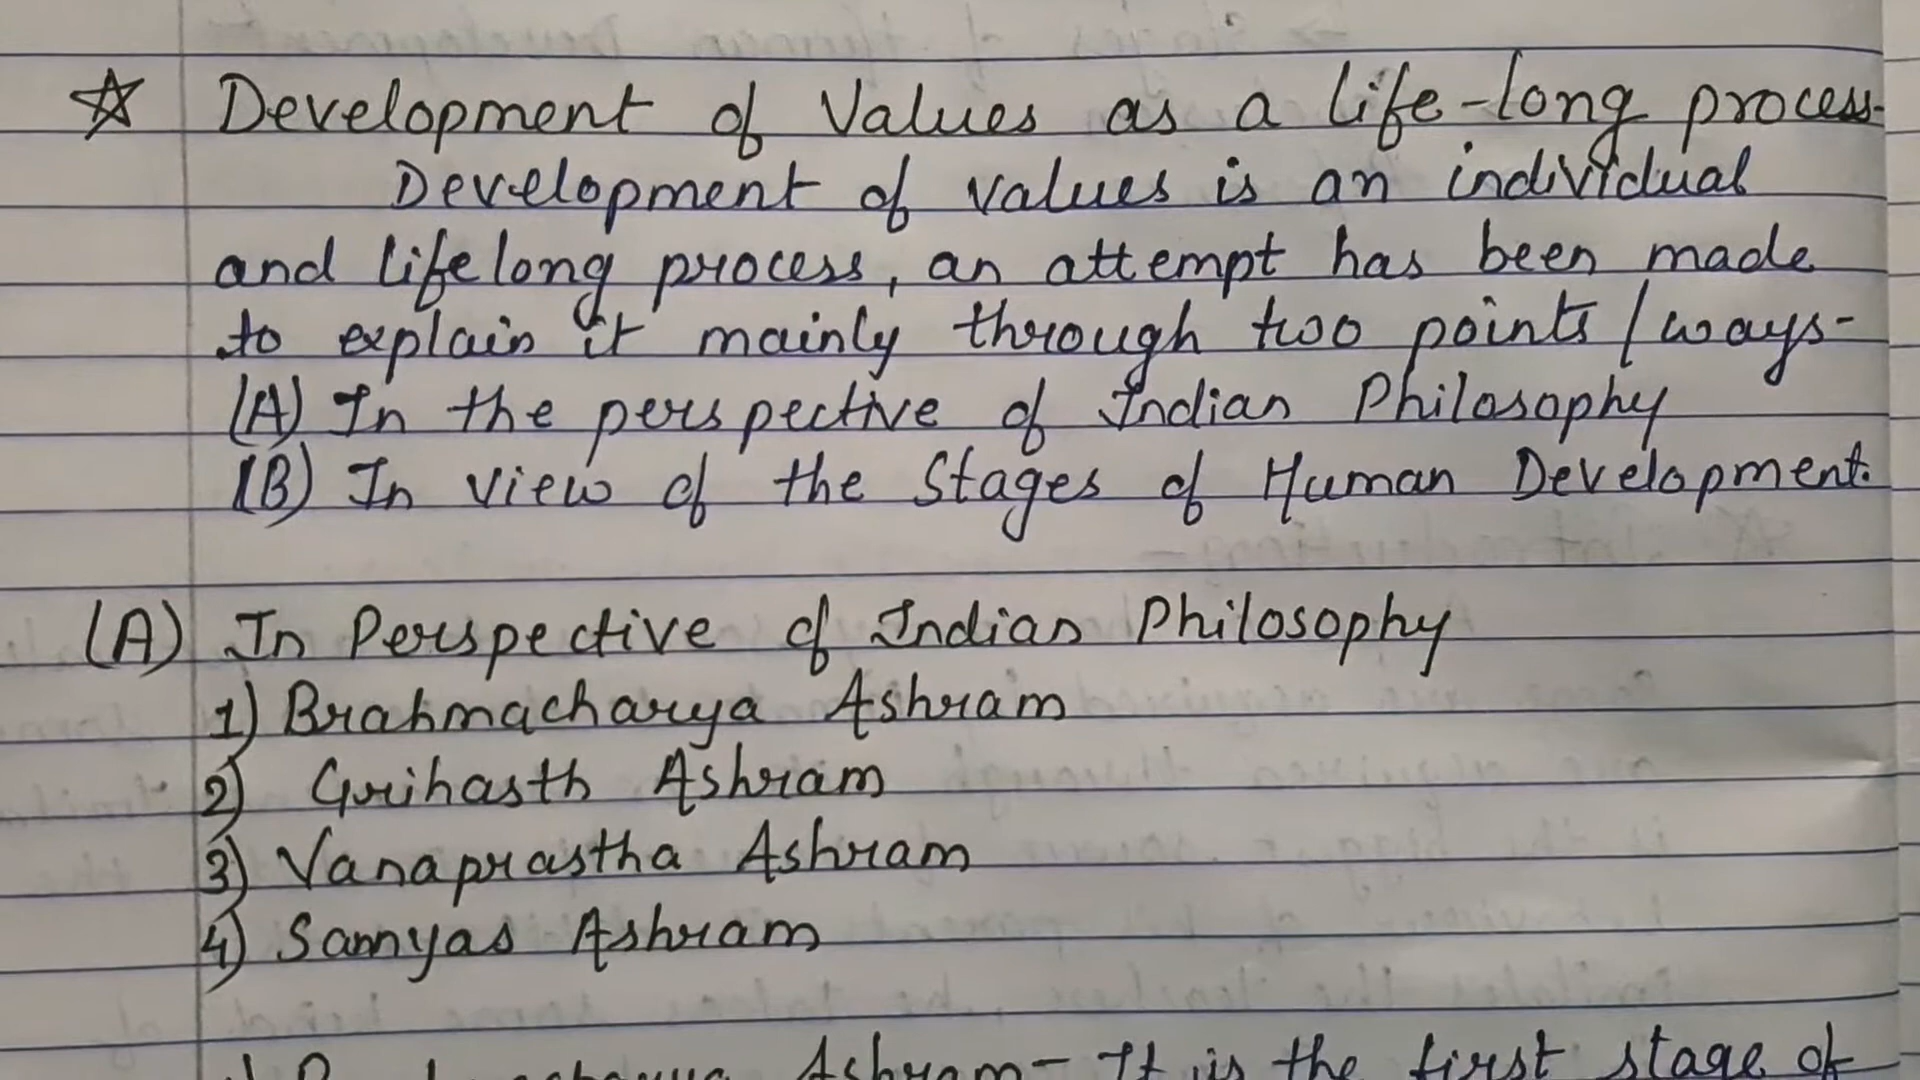 ☆ Development of Values as a life-long process-
Development of values is an individual
and lifelong process, an attempt has been made
to explain it mainly through two points / ways-
(A) In the perspective of Indian Philosophy
(B) In view of the Stages of Human Development.
(A) In Perspective of Indian Philosophy
1) Brahmacharya Ashram
2) Grihasth Ashram
3) Vanaprastha Ashram
4) Sannyas Ashram
Ashram- It is the first stage of